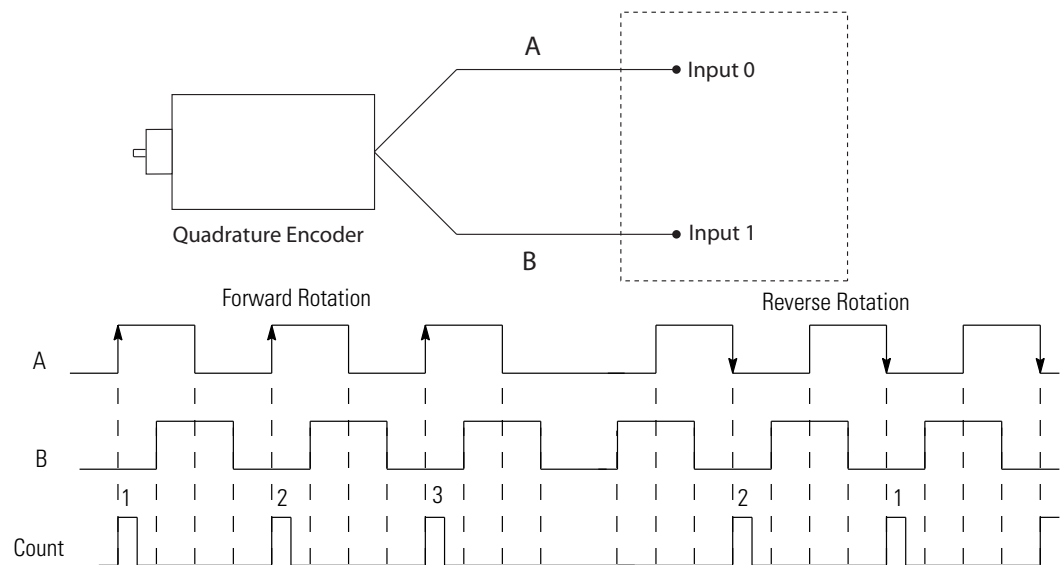 A
Input 0
Quadrature Encoder
Input 1
B
Forward Rotation
Reverse Rotation
A
B
1 2 3 2 1
Count